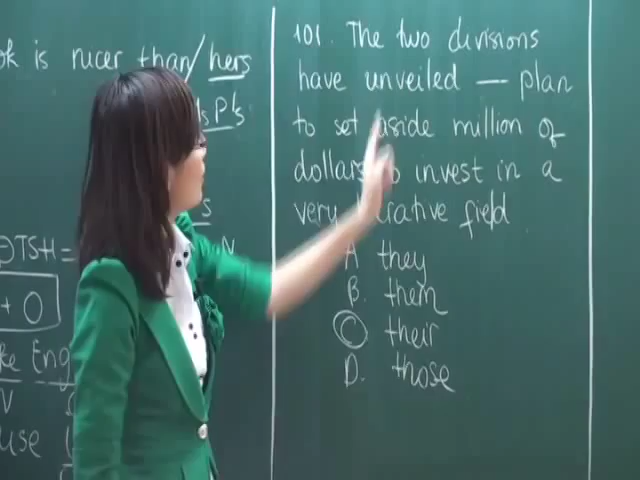 ok is nicer than/hers
101. The two divisions
have unveiled — plan
to set aside million of
dollars to invest in a
very lucrative field
A they
B. them
C their
D. those
TSH =
N
+ O
ke Eng
V
use